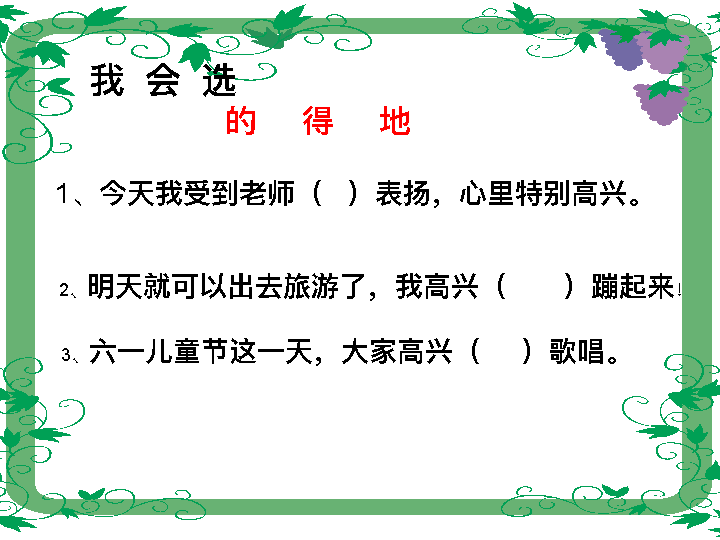 我 会 选
的 得 地
1、今天我受到老师（ ）表扬，心里特别高兴。
2、明天就可以出去旅游了，我高兴（ ）蹦起来！
3、六一儿童节这一天，大家高兴（ ）歌唱。